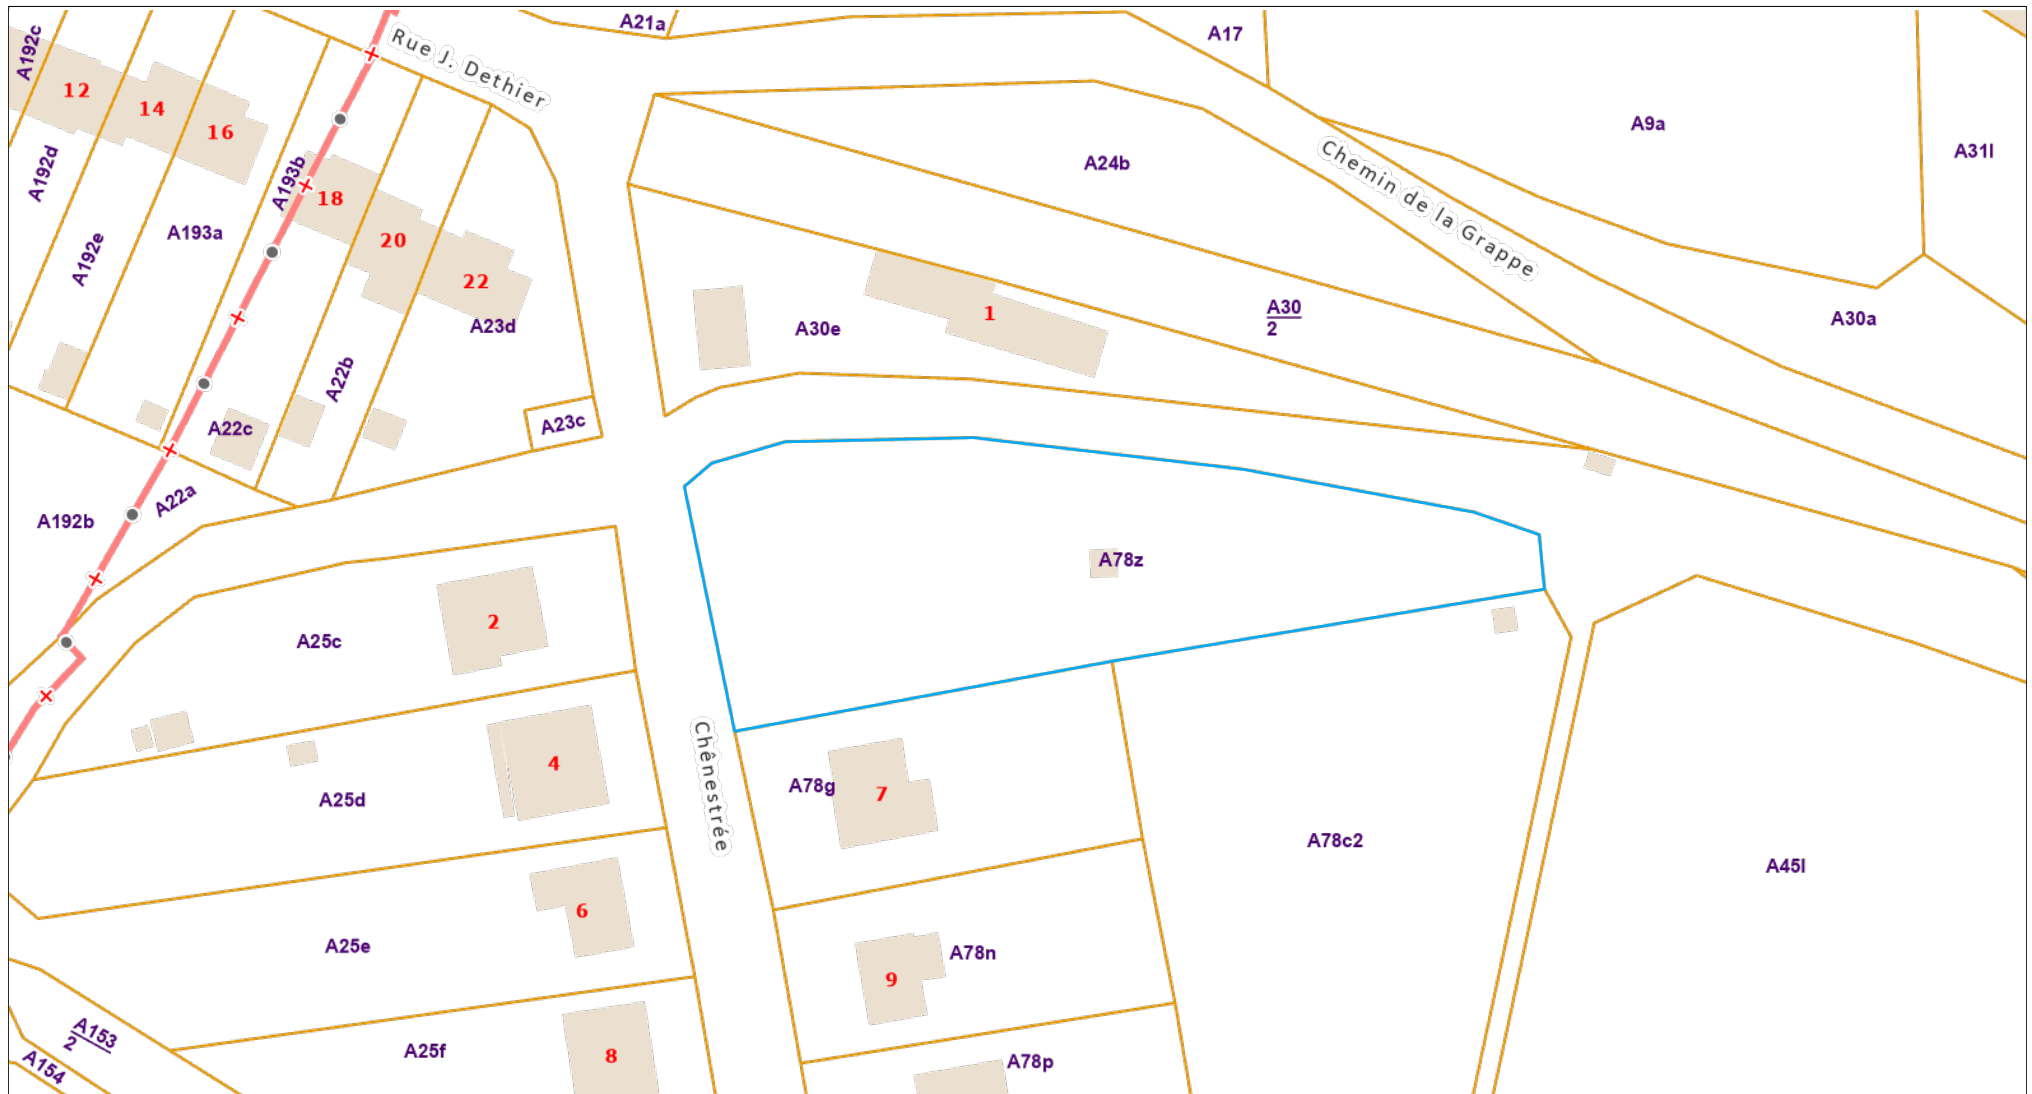 A21a
A17
A192c
Rue J. Dethier
12
14
16
A9a
A31l
A24b
Chemin de la Grappe
A192d
A193b
18
A193a
20
A192e
22
A23d
A30e
1
A30
2
A30a
A22b
A22c
A23c
A22a
A192b
A78z
2
A25c
4
A25d
Chênestrée
A78g
7
A78c2
A45l
6
A25e
A78n
9
A153
2
A154
A25f
8
A78p